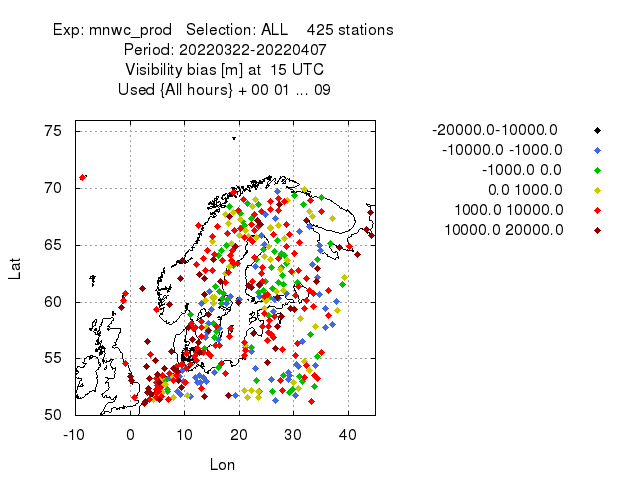 Exp: mnwc_prod   Selection: ALL    425 stations
Period: 20220322-20220407
Visibility bias [m] at  15 UTC
Used {All hours} + 00 01 ... 09
-20000.0-10000.0
-10000.0 -1000.0
-1000.0 0.0
0.0 1000.0
1000.0 10000.0
10000.0 20000.0
75
70
65
60
55
50
Lat
-10 0 10 20 30 40
Lon